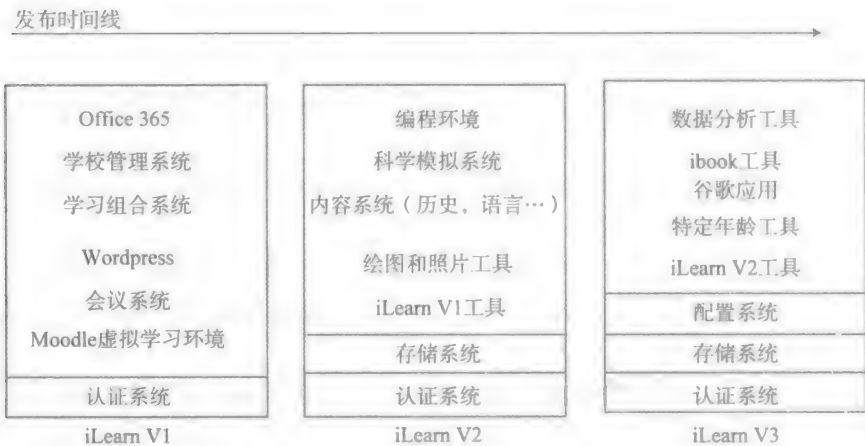 发布时间线
Office 365
学校管理系统
学习组合系统
Wordpress
会议系统
Moodle虚拟学习环境
认证系统
iLearn V1
编程环境
科学模拟系统
内容系统（历史，语言…）
绘图和照片工具
iLearn V1工具
存储系统
认证系统
iLearn V2
数据分析工具
ibook工具
谷歌应用
特定年龄工具
iLearn V2工具
配置系统
存储系统
认证系统
iLearn V3